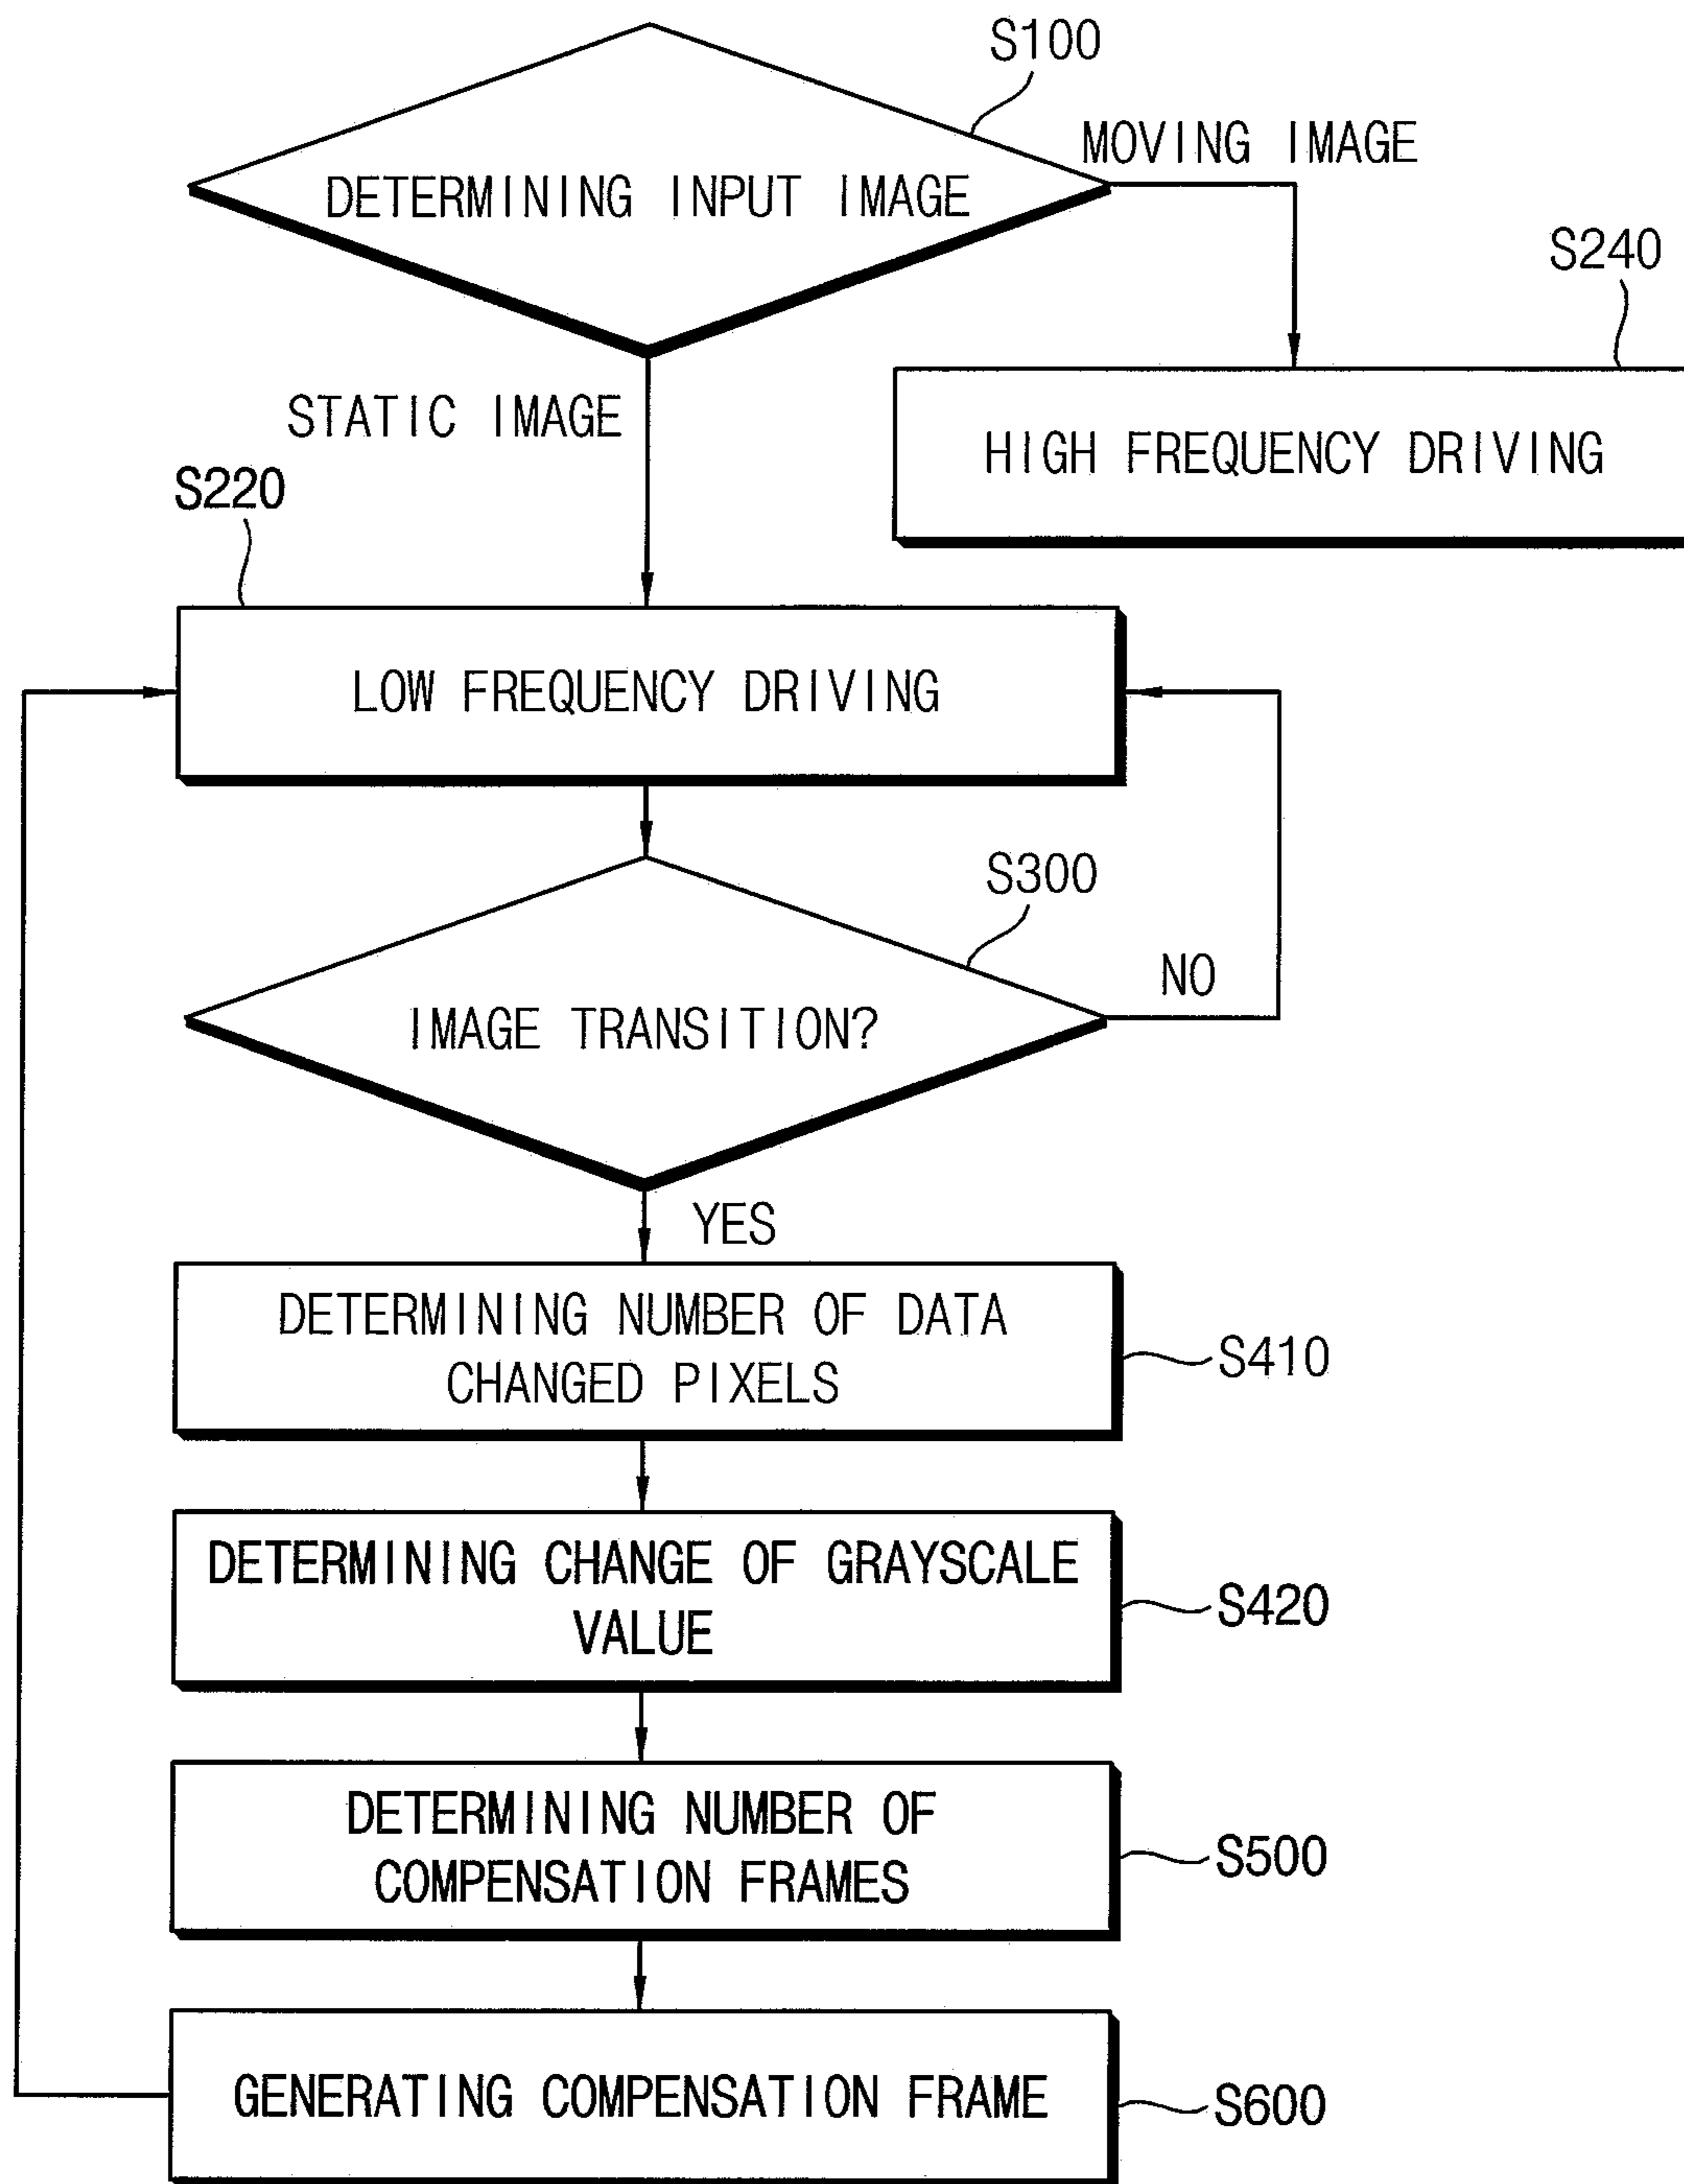 S100
MOVING IMAGE
DETERMINING INPUT IMAGE
S240
STATIC IMAGE
HIGH FREQUENCY DRIVING
S220
LOW FREQUENCY DRIVING
S300
NO
IMAGE TRANSITION?
YES
DETERMINING NUMBER OF DATA
CHANGED PIXELS
S410
DETERMINING CHANGE OF GRAYSCALE
VALUE
S420
DETERMINING NUMBER OF
COMPENSATION FRAMES
S500
GENERATING COMPENSATION FRAME
S600